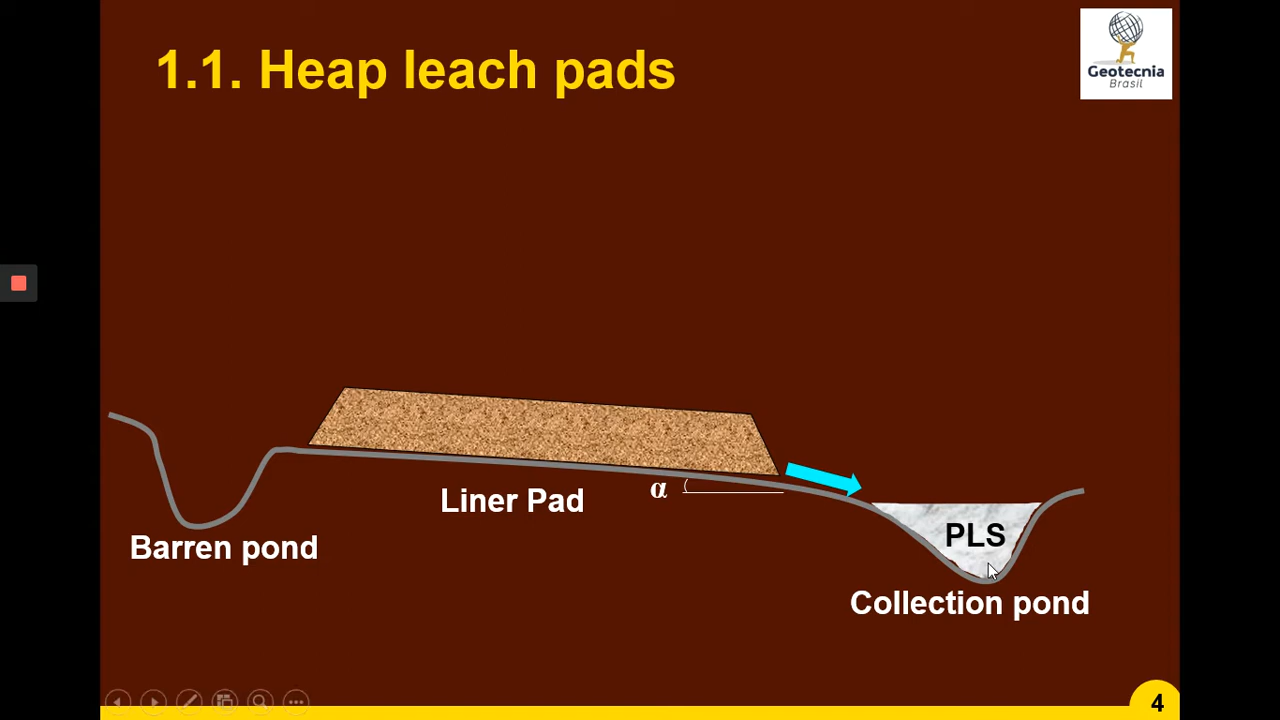 1.1. Heap leach pads
Geotecnia
Brasil
Liner Pad
α
PLS
Barren pond
Collection pond
4